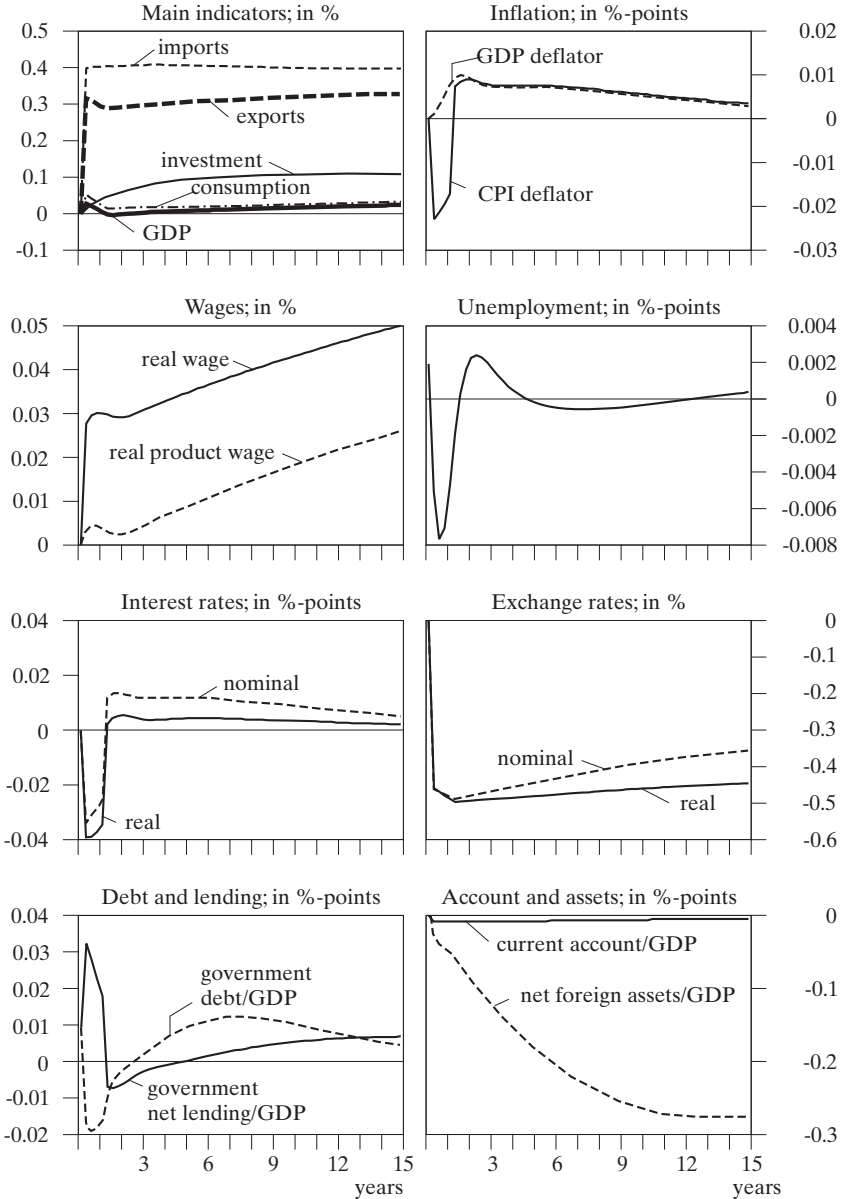 Main indicators; in %
0.5
0.4
0.3
0.2
0.1
0
-0.1
imports
exports
investment
consumption
GDP
Inflation; in %-points
0.02
0.01
0
-0.01
-0.02
-0.03
GDP deflator
CPI deflator
Wages; in %
0.05
0.04
0.03
0.02
0.01
0
real wage
real product wage
Unemployment; in %-points
0.004
0.002
0
-0.002
-0.004
-0.006
-0.008
Interest rates; in %-points
0.04
0.02
0
-0.02
-0.04
nominal
real
Exchange rates; in %
0
-0.1
-0.2
-0.3
-0.4
-0.5
-0.6
nominal
real
Debt and lending; in %-points
0.04
0.03
0.02
0.01
0
-0.01
-0.02
government
debt/GDP
government
net lending/GDP
3 6 9 12 15
years
Account and assets; in %-points
0
-0.1
-0.2
-0.3
current account/GDP
net foreign assets/GDP
3 6 9 12 15
years